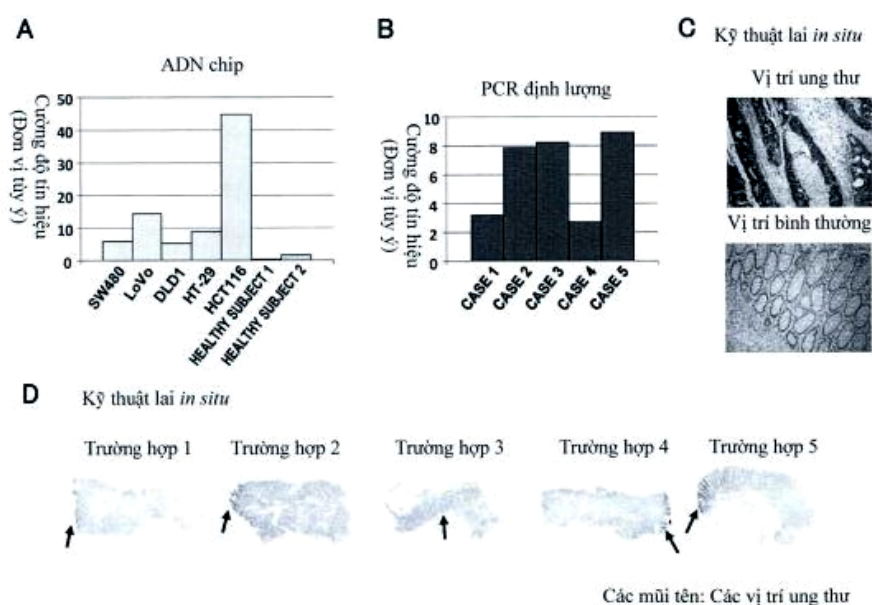 A
ADN chip
Cường độ tín hiệu
(Đơn vị tùy ý)
50
40
30
20
10
0
SW480
LoVo
DLD1
HT-29
HCT116
HEALTHY SUBJECT 1
HEALTHY SUBJECT 2
B
PCR định lượng
Cường độ tín hiệu
(Đơn vị tùy ý)
10
8
6
4
2
0
CASE 1
CASE 2
CASE 3
CASE 4
CASE 5
C
Kỹ thuật lai in situ
Vị trí ung thư
Vị trí bình thường
D
Kỹ thuật lai in situ
Trường hợp 1
Trường hợp 2
Trường hợp 3
Trường hợp 4
Trường hợp 5
Các mũi tên: Các vị trí ung thư